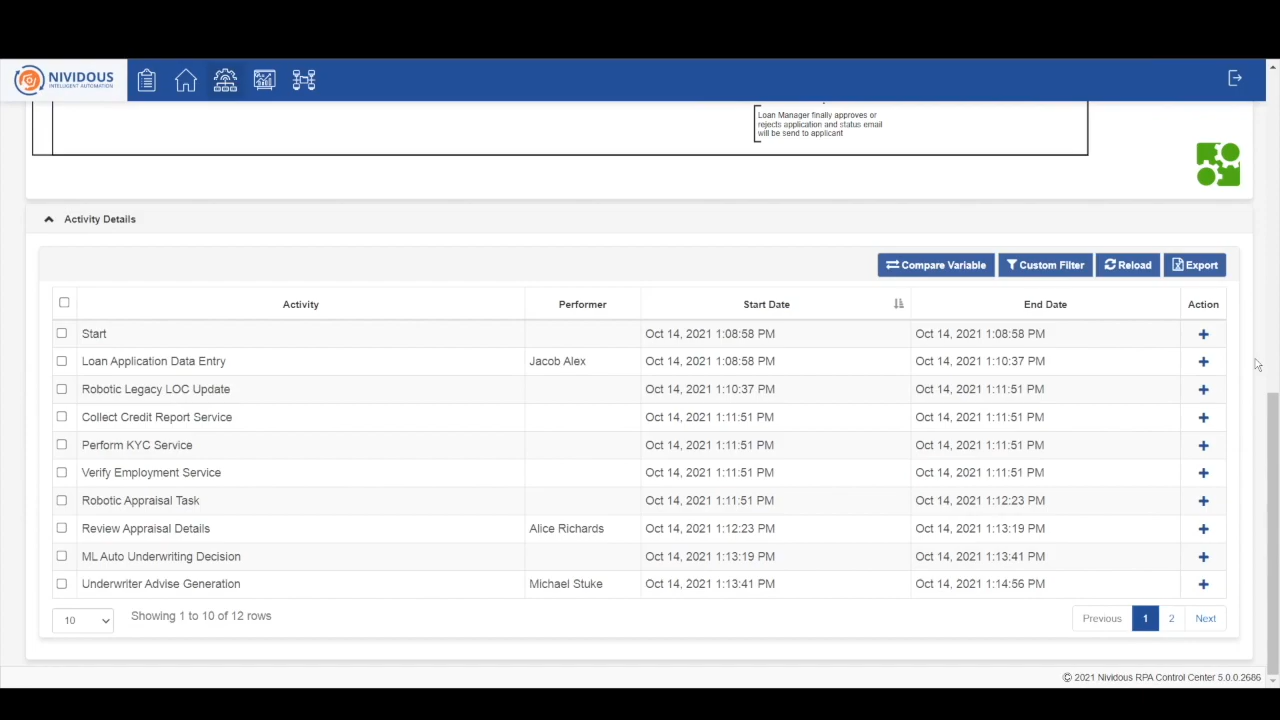 NIVIDOUS
INTELLIGENT AUTOMATION
Loan Manager finally approves or
rejects application and status email
will be send to applicant
Activity Details
Compare Variable Custom Filter Reload Export
Activity Performer Start Date End Date Action
Start Oct 14, 2021 1:08:58 PM Oct 14, 2021 1:08:58 PM
Loan Application Data Entry Jacob Alex Oct 14, 2021 1:08:58 PM Oct 14, 2021 1:10:37 PM
Robotic Legacy LOC Update Oct 14, 2021 1:10:37 PM Oct 14, 2021 1:11:51 PM
Collect Credit Report Service Oct 14, 2021 1:11:51 PM Oct 14, 2021 1:11:51 PM
Perform KYC Service Oct 14, 2021 1:11:51 PM Oct 14, 2021 1:11:51 PM
Verify Employment Service Oct 14, 2021 1:11:51 PM Oct 14, 2021 1:11:51 PM
Robotic Appraisal Task Oct 14, 2021 1:11:51 PM Oct 14, 2021 1:12:23 PM
Review Appraisal Details Alice Richards Oct 14, 2021 1:12:23 PM Oct 14, 2021 1:13:19 PM
ML Auto Underwriting Decision Oct 14, 2021 1:13:19 PM Oct 14, 2021 1:13:41 PM
Underwriter Advise Generation Michael Stuke Oct 14, 2021 1:13:41 PM Oct 14, 2021 1:14:56 PM
10 Showing 1 to 10 of 12 rows Previous 1 2 Next
© 2021 Nividous RPA Control Center 5.0.0.2686